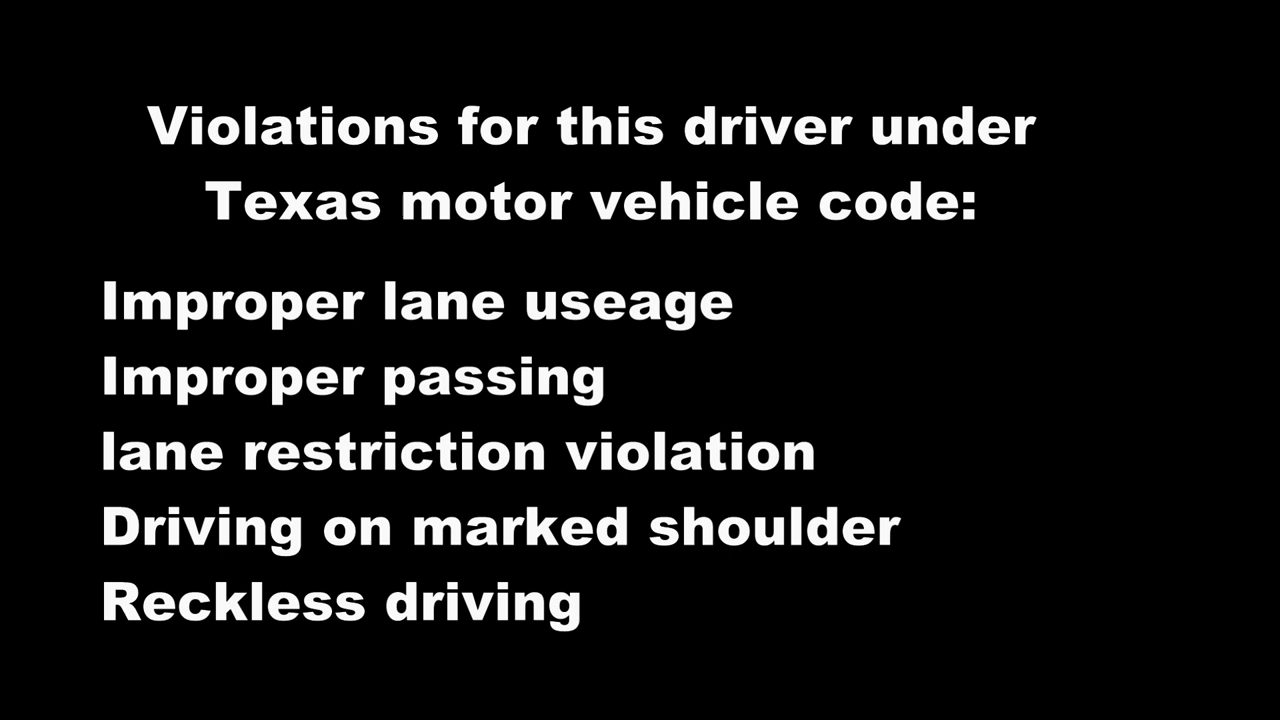 Violations for this driver under
Texas motor vehicle code:
Improper lane useage
Improper passing
lane restriction violation
Driving on marked shoulder
Reckless driving